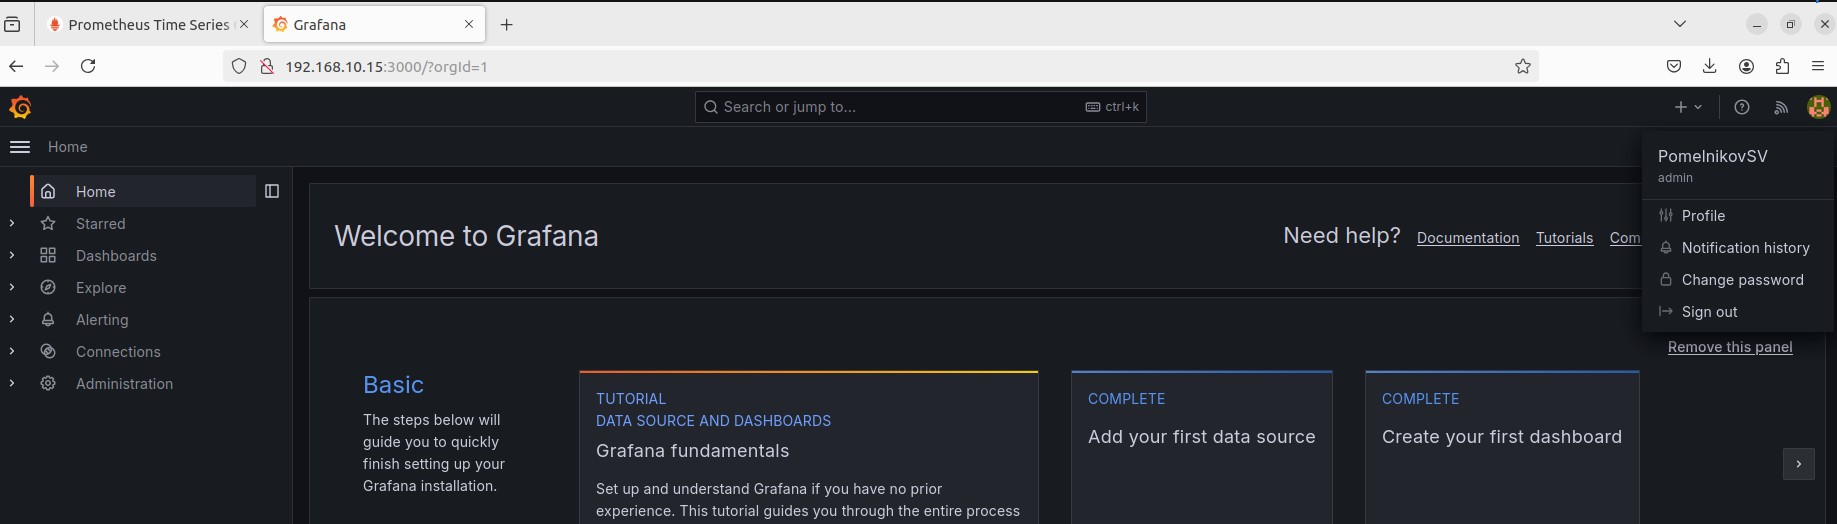 Prometheus Time Series
Grafana
192.168.10.15:3000/?orgId=1
Search or jump to...
ctrl+k
Home
PomelnikovSV
admin
Profile
Notification history
Change password
Sign out
Home
Starred
Dashboards
Explore
Alerting
Connections
Administration
Welcome to Grafana
Need help? Documentation Tutorials Com
Remove this panel
Basic
The steps below will
guide you to quickly
finish setting up your
Grafana installation.
TUTORIAL
DATA SOURCE AND DASHBOARDS
Grafana fundamentals
Set up and understand Grafana if you have no prior
experience. This tutorial guides you through the entire process
COMPLETE
Add your first data source
COMPLETE
Create your first dashboard